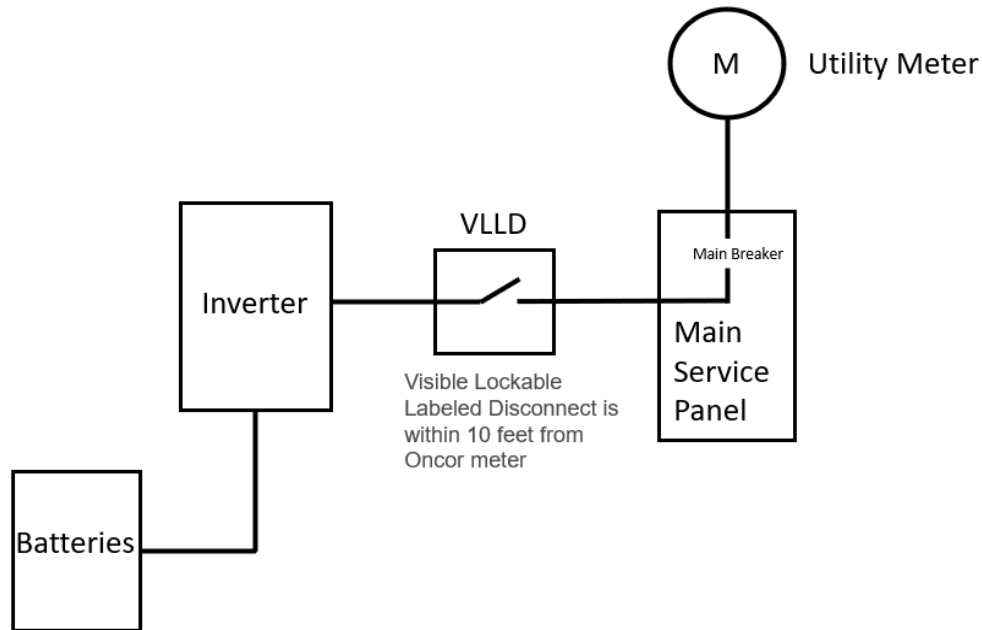 M
Utility Meter
VLLD
Main Breaker
Inverter
Main
Service
Panel
Visible Lockable
Labeled Disconnect is
within 10 feet from
Oncor meter
Batteries